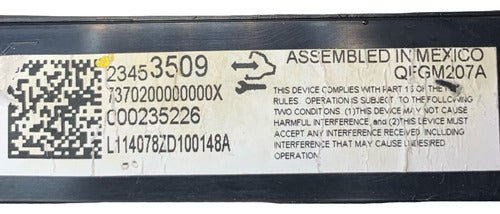 23453509
7370200000000X
000235226
L114078ZD100148A
ASSEMBLED IN MEXICO
QFGM207A
THIS DEVICE COMPLIES WITH PART 15 OF THE
RULES. OPERATION IS SUBJECT TO THE FOLLOWING
TWO CONDITIONS. (1) THIS DEVICE MAY NOT CAUSE
HARMFUL INTERFERENCE, and (2) THIS DEVICE MUST
ACCEPT ANY INTERFERENCE RECEIVED, INCLUDING
INTERFERENCE THAT MAY CAUSE UNDESIRED
OPERATION.